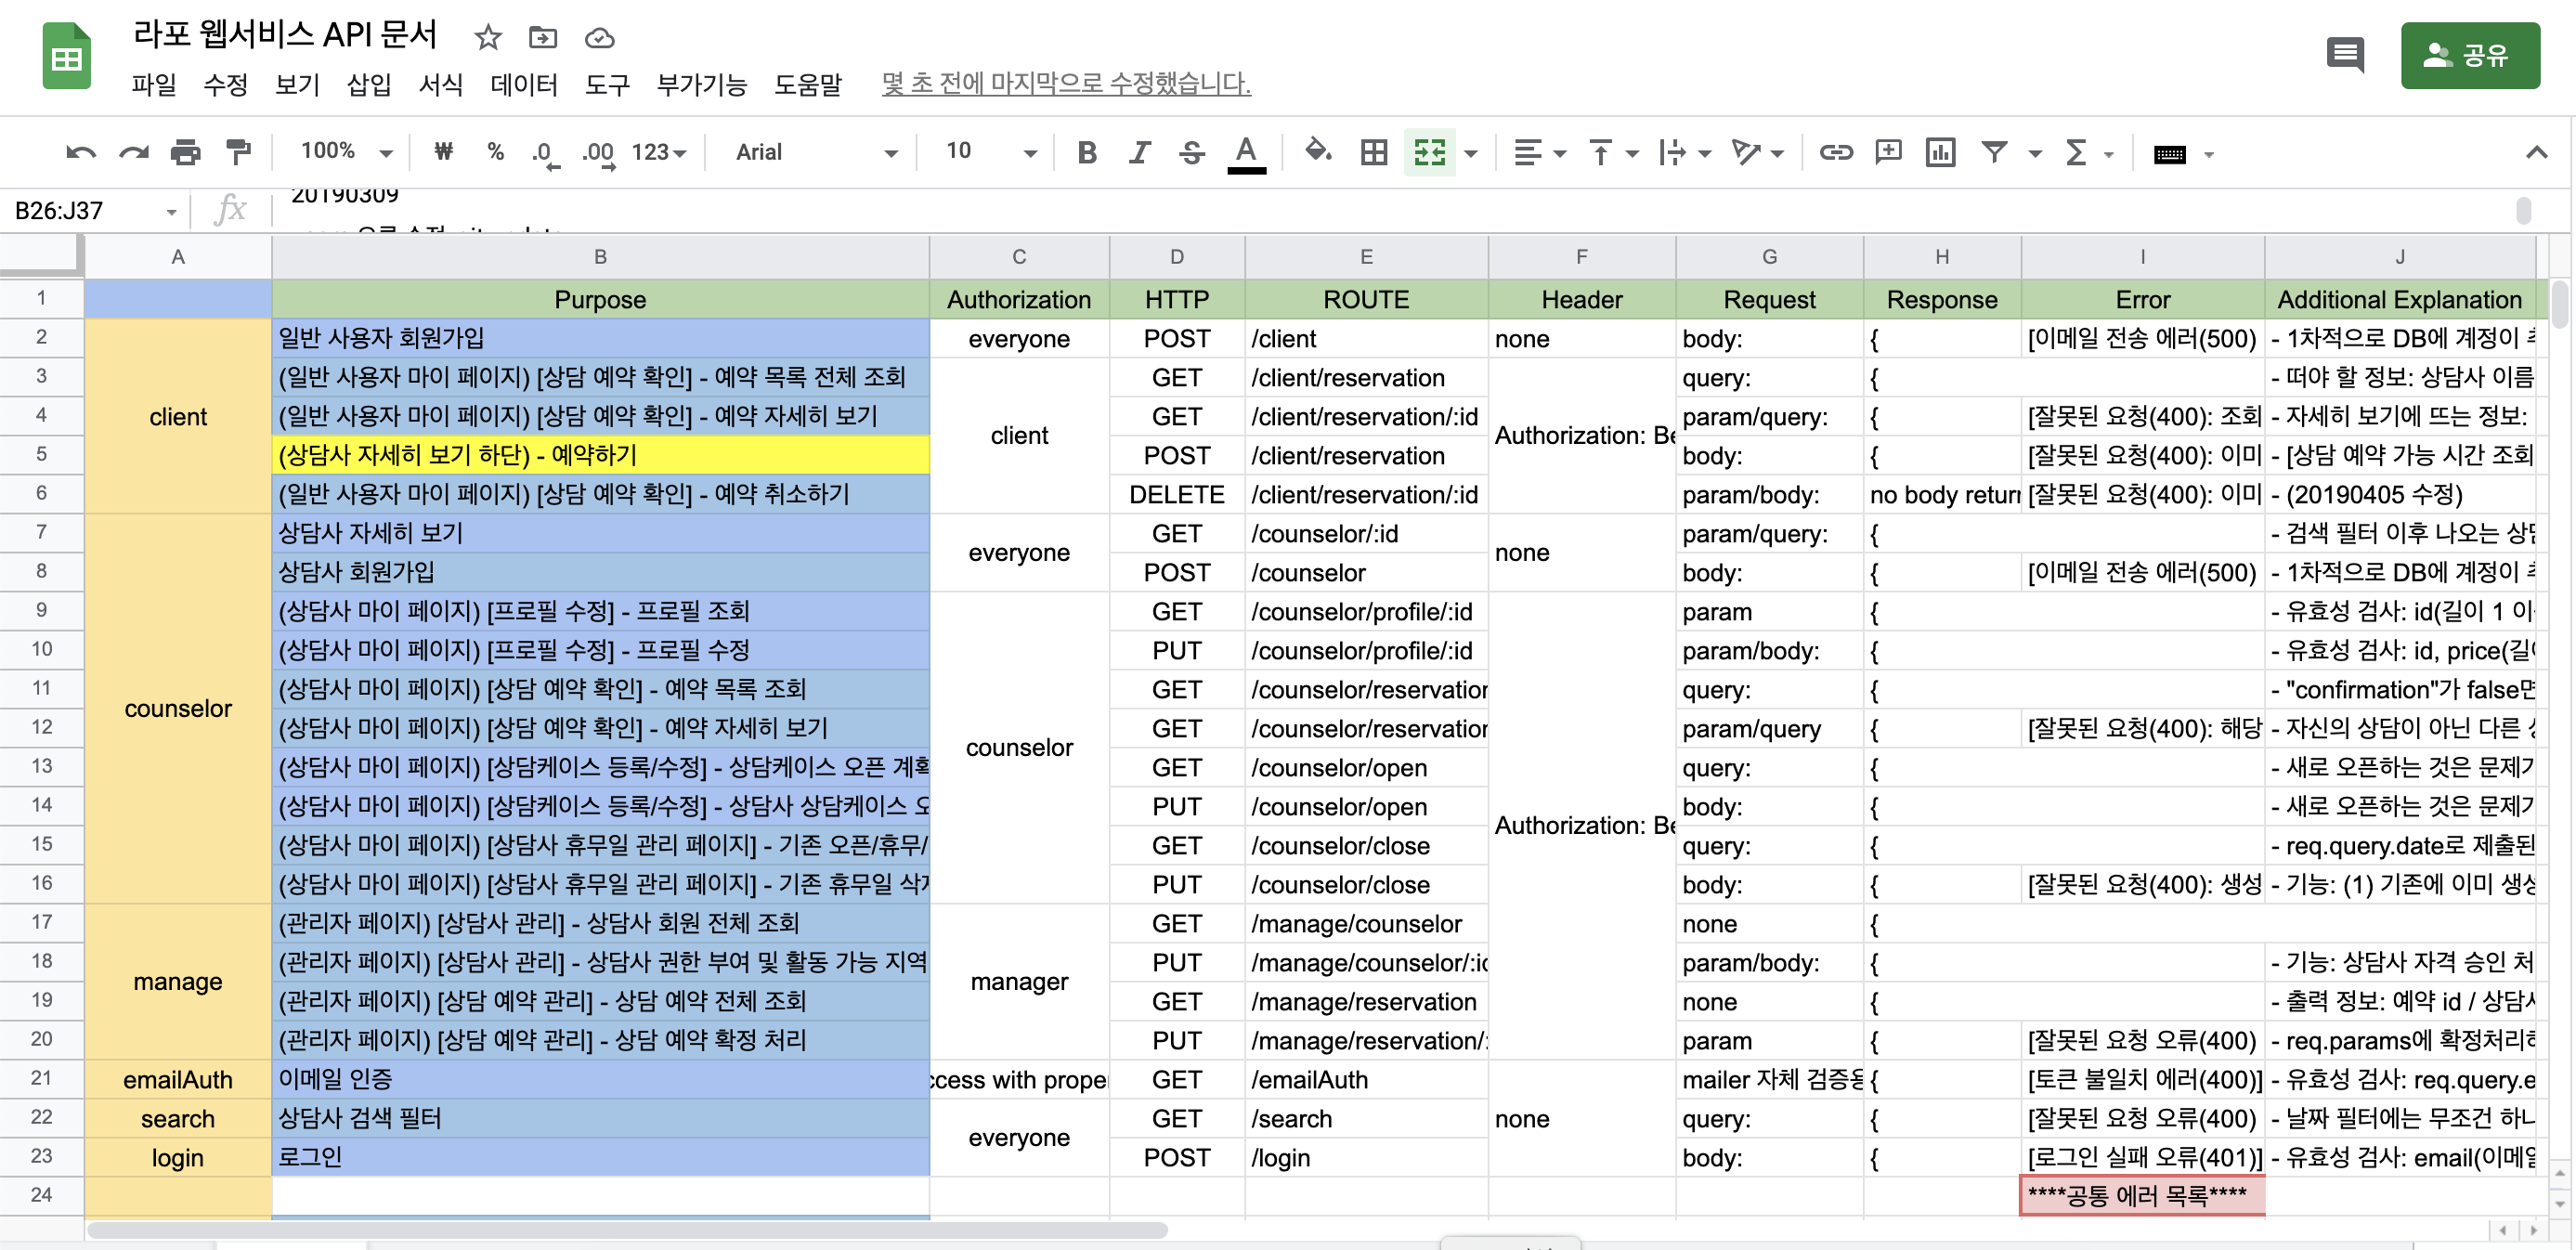 라포 웹서비스 API 문서
공유
파일 수정 보기 삽입 서식 데이터 도구 부가기능 도움말 몇 초 전에 마지막으로 수정했습니다.
100% ₩ % .0 .00 123 Arial 10 B I S A Σ
B26:J37 fx 20190309
A B C D E F G H I J
1 Purpose Authorization HTTP ROUTE Header Request Response Error Additional Explanation
2 일반 사용자 회원가입 everyone POST /client none body: { [이메일 전송 에러(500) - 1차적으로 DB에 계정이
3 (일반 사용자 마이 페이지) [상담 예약 확인] - 예약 목록 전체 조회 GET /client/reservation query: { - 떠야 할 정보: 상담사 이름
4 client (일반 사용자 마이 페이지) [상담 예약 확인] - 예약 자세히 보기 client GET /client/reservation/:id Authorization: param/query: { [잘못된 요청(400): 조회 - 자세히 보기에 뜨는 정보:
5 (상담사 자세히 보기 하단) - 예약하기 POST /client/reservation body: { [잘못된 요청(400): 이미 - [상담 예약 가능 시간 조회
6 (일반 사용자 마이 페이지) [상담 예약 확인] - 예약 취소하기 DELETE /client/reservation/:id param/body: no body return [잘못된 요청(400): 이미 - (20190405 수정)
7 상담사 자세히 보기 everyone GET /counselor/:id none param/query: { - 검색 필터 이후 나오는
8 상담사 회원가입 POST /counselor body: { [이메일 전송 에러(500) - 1차적으로 DB에 계정이
9 (상담사 마이 페이지) [프로필 수정] - 프로필 조회 GET /counselor/profile/:id param { - 유효성 검사: id(길이 1
10 (상담사 마이 페이지) [프로필 수정] - 프로필 수정 PUT /counselor/profile/:id param/body: { - 유효성 검사: id,
11 counselor (상담사 마이 페이지) [상담 예약 확인] - 예약 목록 조회 GET /counselor/reservation query: { - "confirmation"가 false면
12 (상담사 마이 페이지) [상담 예약 확인] - 예약 자세히 보기 counselor GET /counselor/reservation param/query { [잘못된 요청(400): 해당 - 자신의 상담이 아닌 다른
13 (상담사 마이 페이지) [상담케이스 등록/수정] - 상담케이스 오픈 GET /counselor/open query: { - 새로 오픈하는 것은 문제가
14 (상담사 마이 페이지) [상담케이스 등록/수정] - 상담사 상담케이스 PUT /counselor/open Authorization: body: { - 새로 오픈하는 것은 문제가
15 (상담사 마이 페이지) [상담사 휴무일 관리 페이지] - 기존 오픈/휴무/ GET /counselor/close query: { - req.query.date로 제출된
16 (상담사 마이 페이지) [상담사 휴무일 관리 페이지] - 기존 휴무일 PUT /counselor/close body: { [잘못된 요청(400): 생성 - 기능: (1) 기존에 이미
17 (관리자 페이지) [상담사 관리] - 상담사 회원 전체 조회 GET /manage/counselor none {
18 manage (관리자 페이지) [상담사 관리] - 상담사 권한 부여 및 활동 가능 지역 manager PUT /manage/counselor/:id param/body: { - 기능: 상담사 자격 승인 처
19 (관리자 페이지) [상담 예약 관리] - 상담 예약 전체 조회 GET /manage/reservation none { - 출력 정보: 예약 id /
20 (관리자 페이지) [상담 예약 관리] - 상담 예약 확정 처리 PUT /manage/reservation/: param { [잘못된 요청 오류(400) - req.params에
21 emailAuth 이메일 인증 with GET /emailAuth mailer 자체 { [토큰 불일치 에러(400)] - 유효성 검사: req.query.e
22 search 상담사 검색 필터 everyone GET /search none query: { [잘못된 요청 오류(400) - 날짜 필터에는 무조건
23 login 로그인 POST /login body: { [로그인 실패 오류(401)] - 유효성 검사:
24 ****공통 에러 목록****